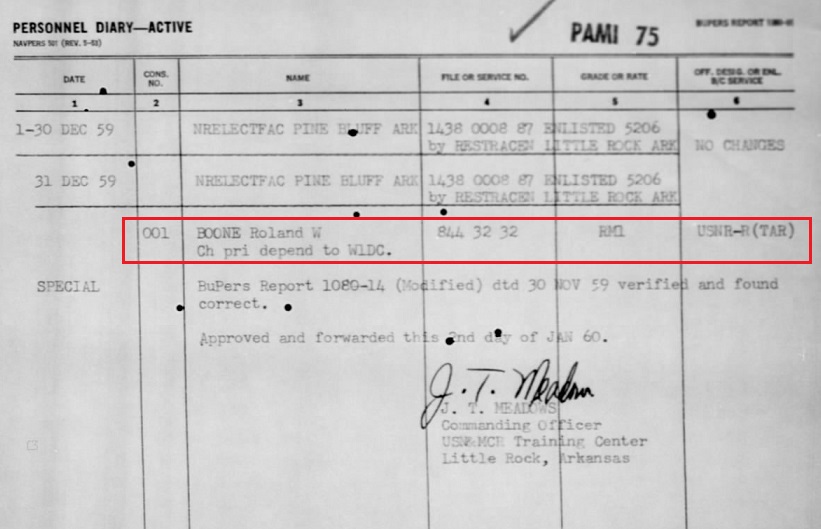 PERSONNEL DIARY—ACTIVE
NAVPERS 501 (REV. 5-53)
PAMI 75
BUPERS REPORT
DATE CONS. NO. NAME FILE OR SERVICE NO. GRADE OR RATE OFF. DESIG. OR ENL. B/C SERVICE
1 2 3 4 5 6
1-30 DEC 59 NRELECTFAC PINE BLUFF ARK 1438 0008 87 ENLISTED 5206
by RESTRACEN LITTLE ROCK ARK NO CHANGES
31 DEC 59 NRELECTFAC PINE BLUFF ARK 1438 0008 87 ENLISTED 5206
by RESTRACEN LITTLE ROCK ARK
001 BOONE Roland W 844 32 32 RM1 USNR-R(TAR)
Ch pri depend to W1DC.
SPECIAL BuPers Report 1080-14 (Modified) dtd 30 NOV 59 verified and found
correct.
Approved and forwarded this 2nd day of JAN 60.
J. T. Meadows
J. T. MEADOWS
Commanding Officer
USN&MCR Training Center
Little Rock, Arkansas